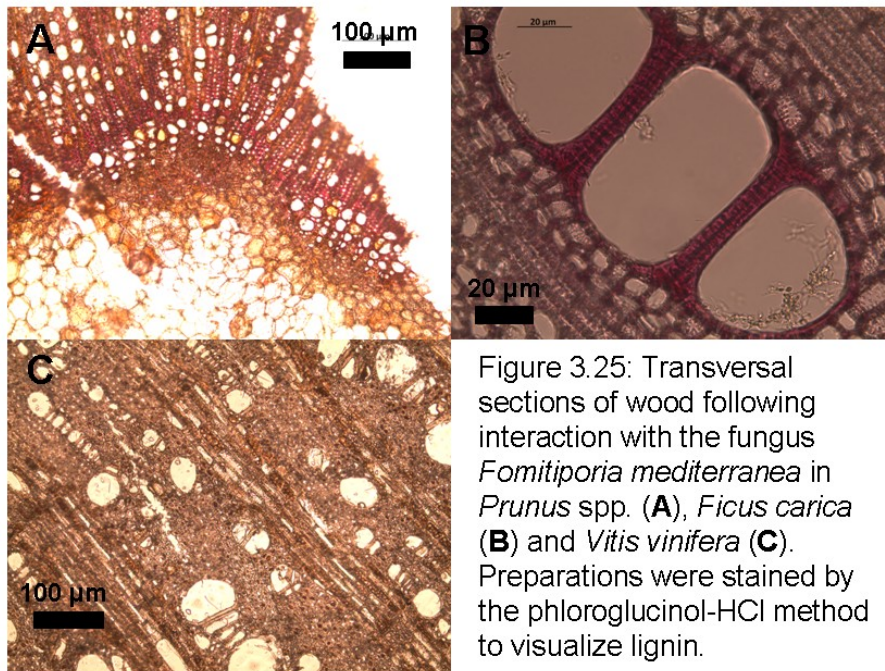 A
100 µm
B
20 µm
20 µm
C
100 µm
Figure 3.25: Transversal
sections of wood following
interaction with the fungus
Fomitiporia mediterranea in
Prunus spp. (A), Ficus carica
(B) and Vitis vinifera (C).
Preparations were stained by
the phloroglucinol-HCl method
to visualize lignin.